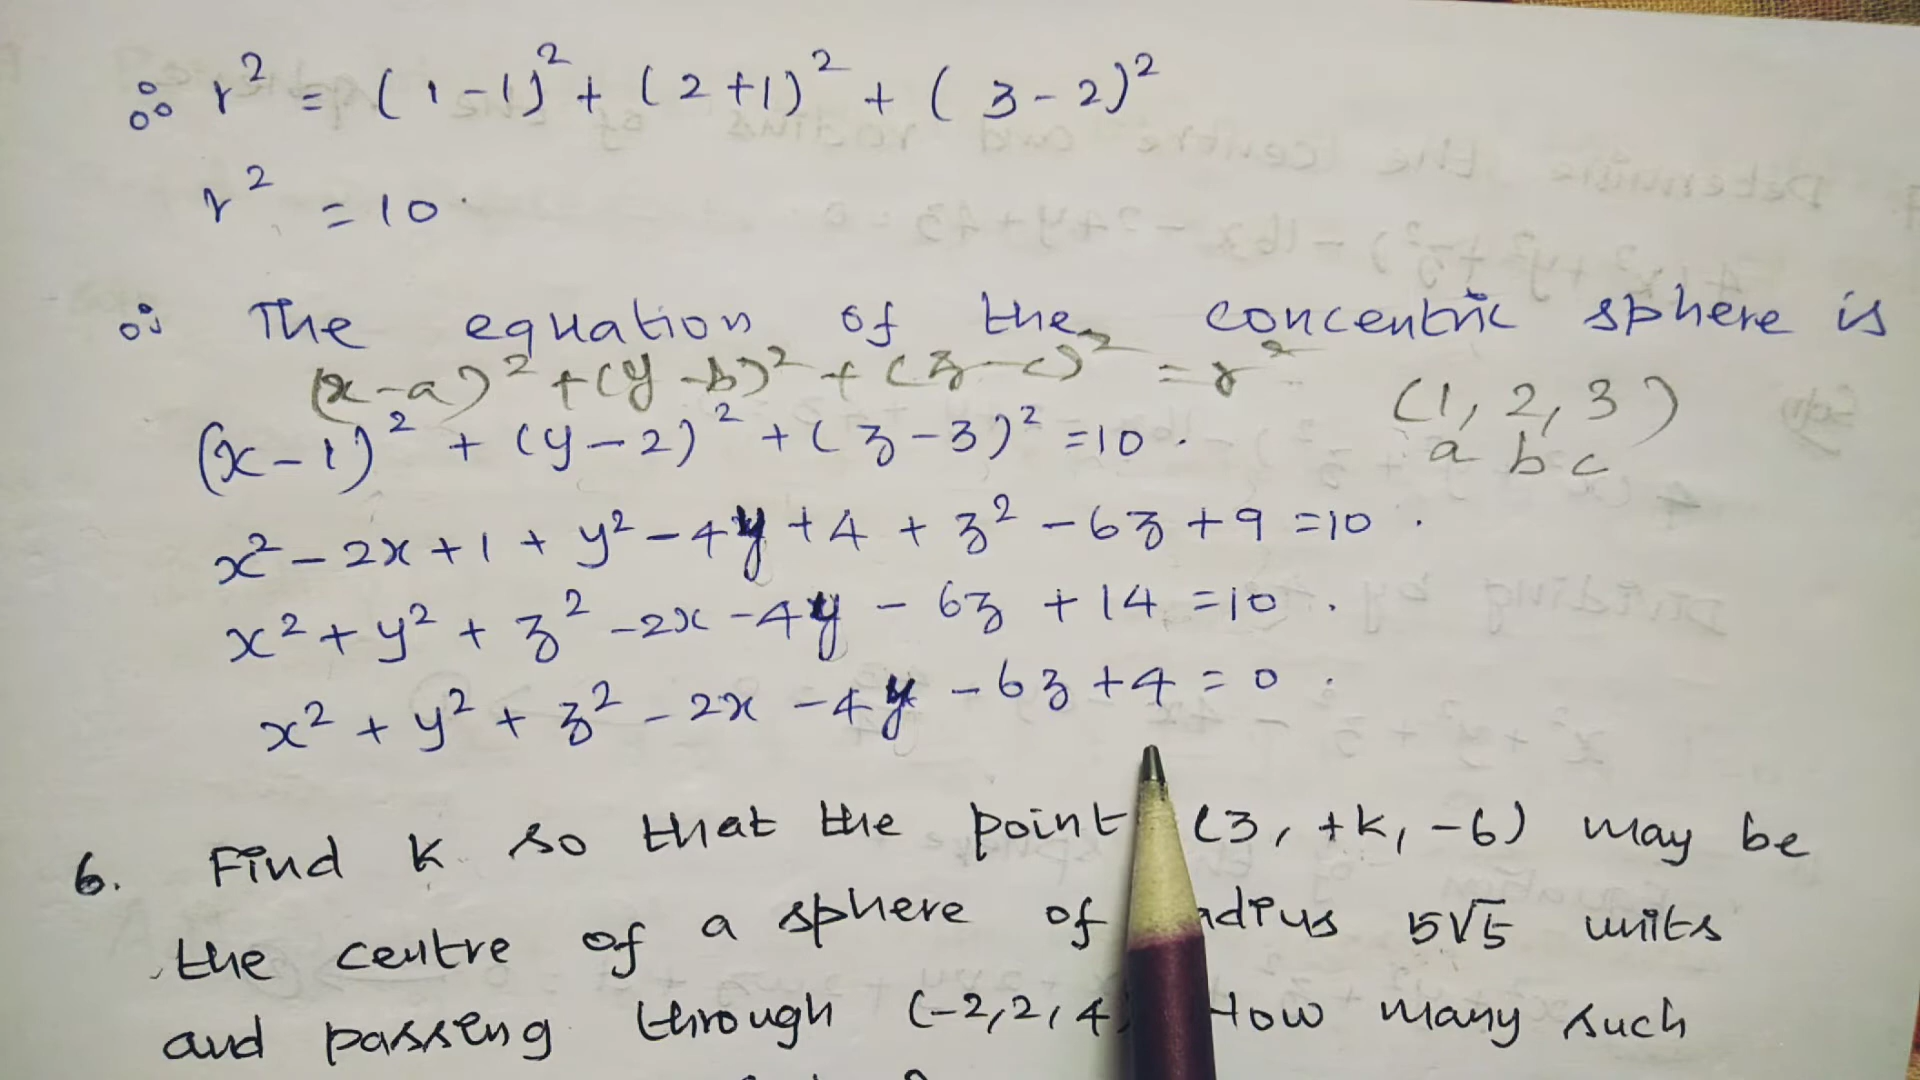 ∴ r² = (1-1)² + (2+1)² + (3-2)²
r² = 10.
∴ The equation of the concentric sphere is
(x-a)² + (y-b)² + (z-c)² = r² (1, 2, 3)
a b c
(x-1)² + (y-2)² + (z-3)² = 10.
x² - 2x + 1 + y² - 4y + 4 + z² - 6z + 9 = 10.
x² + y² + z² - 2x - 4y - 6z + 14 = 10.
x² + y² + z² - 2x - 4y - 6z + 4 = 0.
6. Find k so that the point (3, +k, -6) may be
the centre of a sphere of radius 5√5 units
and passing through (-2,2,4) How many such